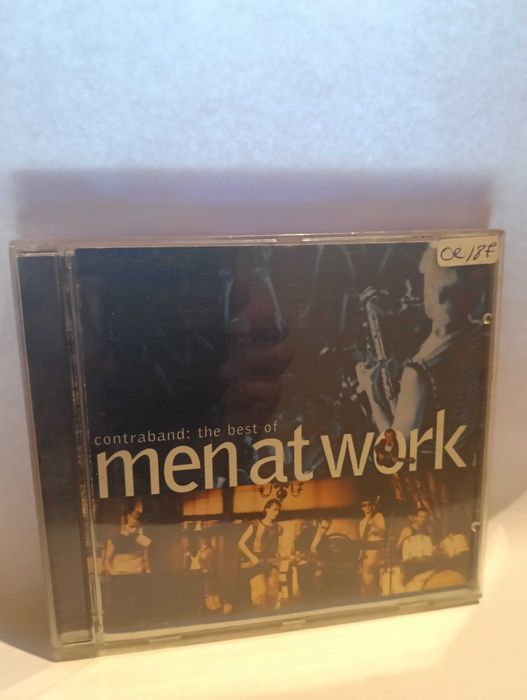 contraband: the best of
men at work